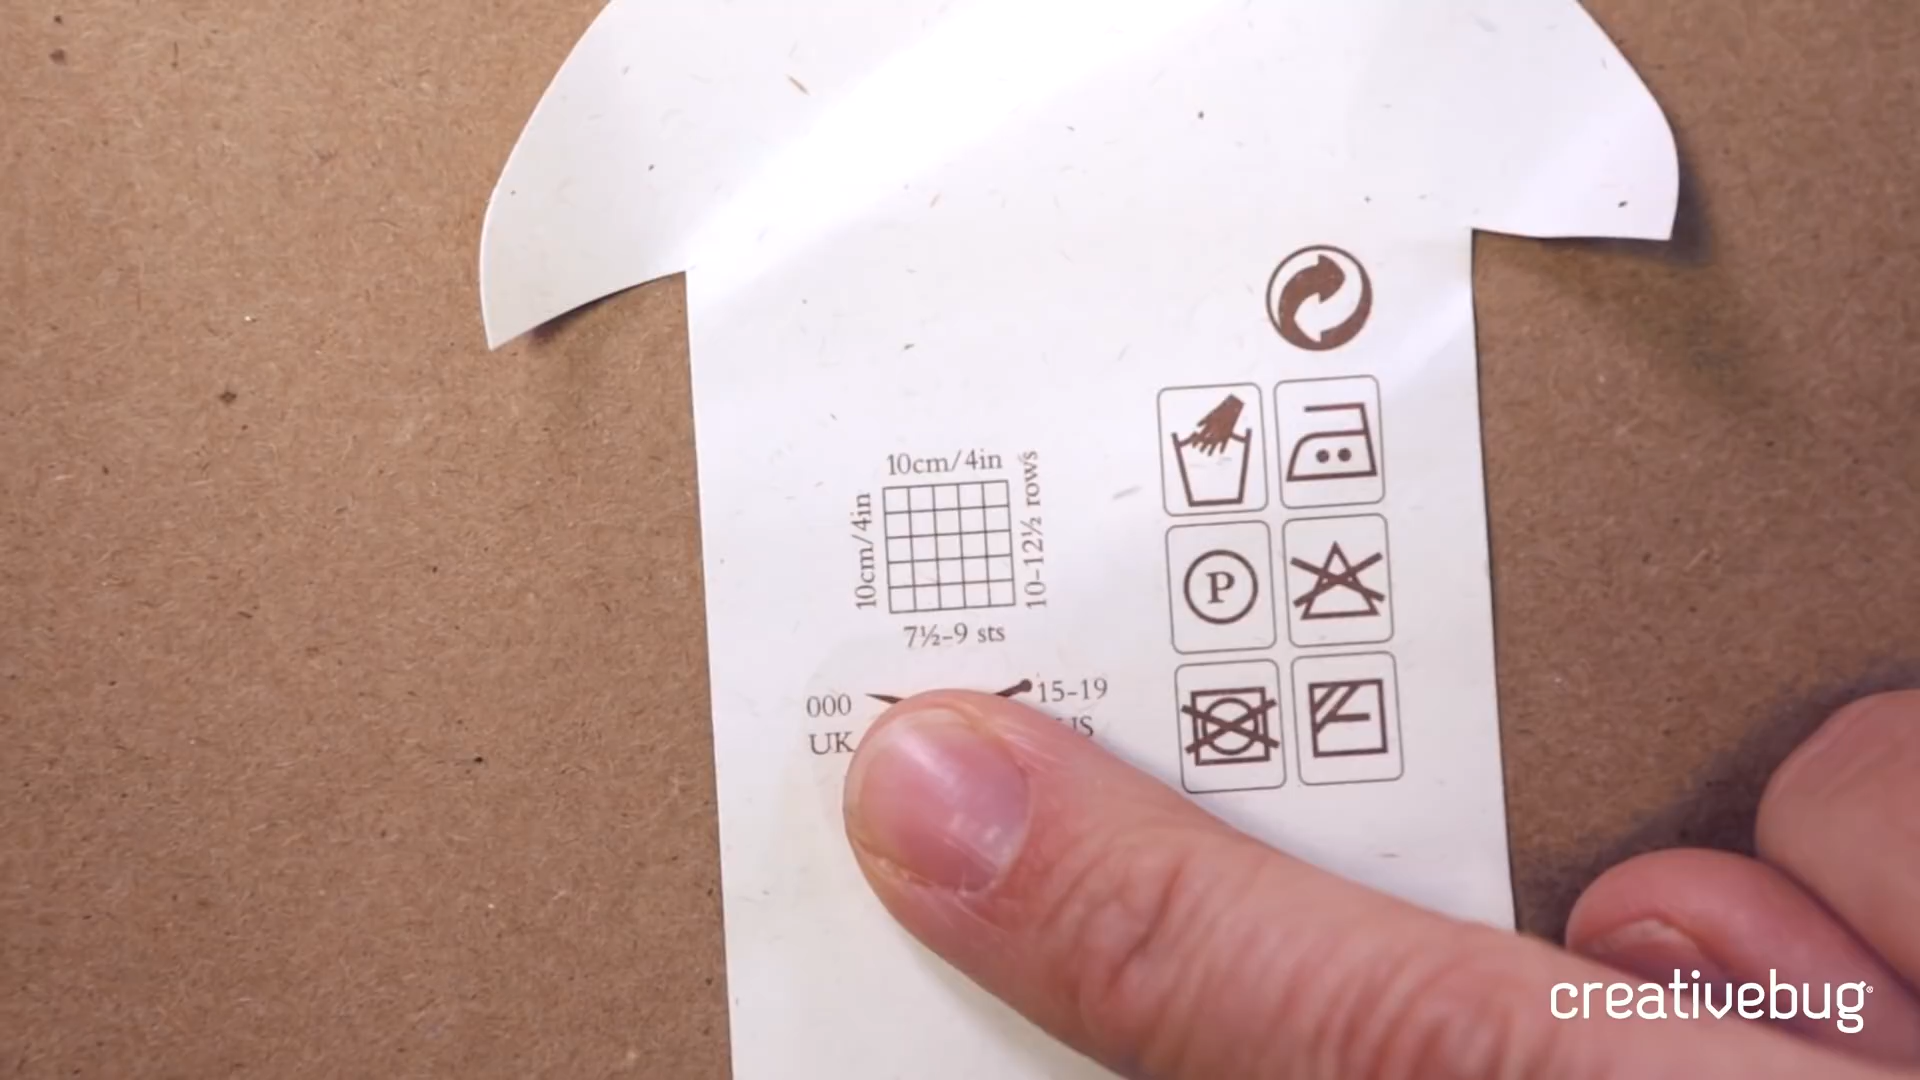 10cm/4in
10cm/4in
10-12½ rows
7½-9 sts
000
15-19
UK
P
creativebug